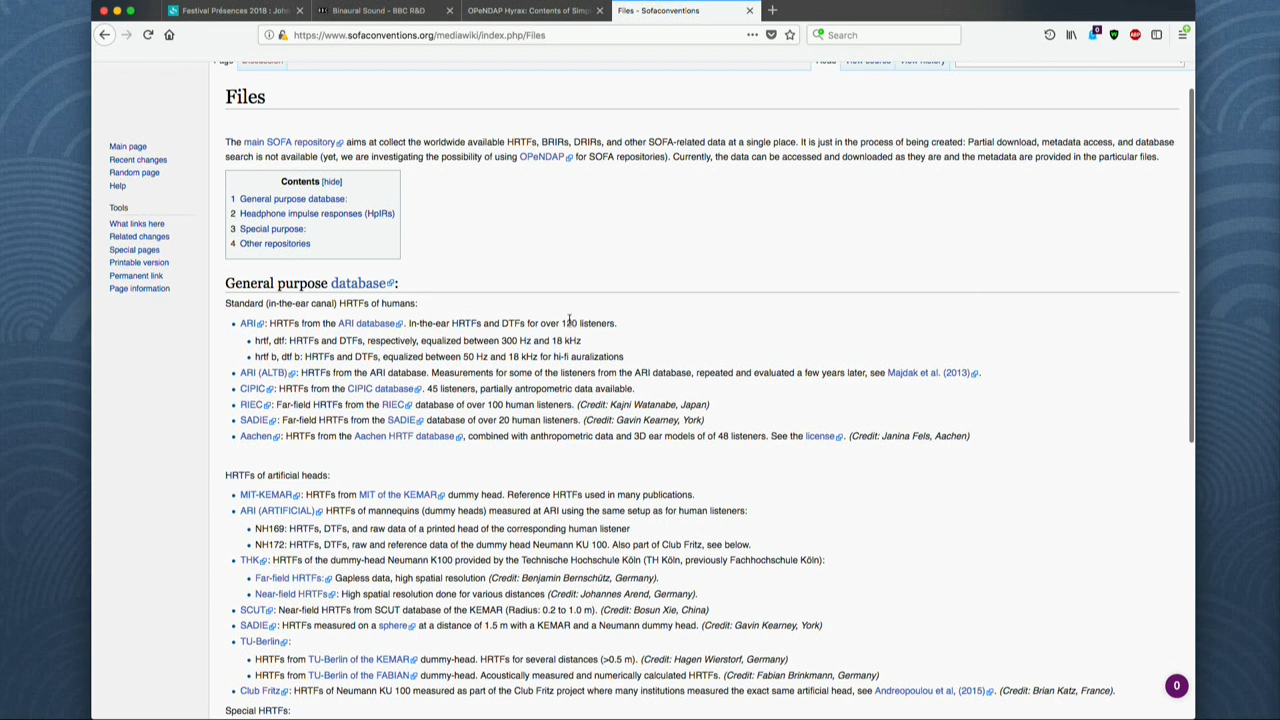 Festival Présences 2018 : John
Binaural Sound – BBC R&D
OPeNDAP Hyrax: Contents of Simp
Files - Sofaconventions
https://www.sofaconventions.org/mediawiki/index.php/Files
Search
0
Page Discussion Read View source View history
Files
Main page
Recent changes
Random page
Help
Tools
What links here
Related changes
Special pages
Printable version
Permanent link
Page information
The main SOFA repository aims at collect the worldwide available HRTFs, BRIRs, DRIRs, and other SOFA-related data at a single place. It is just in the process of being created: Partial download, metadata access, and database
search is not available (yet, we are investigating the possibility of using OPeNDAP for SOFA repositories). Currently, the data can be accessed and downloaded as they are and the metadata are provided in the particular files.
Contents [hide]
1 General purpose database:
2 Headphone impulse responses (HpIRs)
3 Special purpose:
4 Other repositories
General purpose database:
Standard (in-the-ear canal) HRTFs of humans:
ARI: HRTFs from the ARI database. In-the-ear HRTFs and DTFs for over 120 listeners.
hrtf, dtf: HRTFs and DTFs, respectively, equalized between 300 Hz and 18 kHz
hrtf b, dtf b: HRTFs and DTFs, equalized between 50 Hz and 18 kHz for hi-fi auralizations
ARI (ALTB): HRTFs from the ARI database. Measurements for some of the listeners from the ARI database, repeated and evaluated a few years later, see Majdak et al. (2013).
CIPIC: HRTFs from the CIPIC database. 45 listeners, partially antropometric data available.
RIEC: Far-field HRTFs from the RIEC database of over 100 human listeners. (Credit: Kajni Watanabe, Japan)
SADIE: Far-field HRTFs from the SADIE database of over 20 human listeners. (Credit: Gavin Kearney, York)
Aachen: HRTFs from the Aachen HRTF database, combined with anthropometric data and 3D ear models of of 48 listeners. See the license. (Credit: Janina Fels, Aachen)
HRTFs of artificial heads:
MIT-KEMAR: HRTFs from MIT of the KEMAR dummy head. Reference HRTFs used in many publications.
ARI (ARTIFICIAL) HRTFs of mannequins (dummy heads) measured at ARI using the same setup as for human listeners:
NH169: HRTFs, DTFs, and raw data of a printed head of the corresponding human listener
NH172: HRTFs, DTFs, raw and reference data of the dummy head Neumann KU 100. Also part of Club Fritz, see below.
THK: HRTFs of the dummy-head Neumann K100 provided by the Technische Hochschule Köln (TH Köln, previously Fachhochschule Köln):
Far-field HRTFs: Gapless data, high spatial resolution (Credit: Benjamin Bernschütz, Germany).
Near-field HRTFs: High spatial resolution done for various distances (Credit: Johannes Arend, Germany).
SCUT: Near-field HRTFs from SCUT database of the KEMAR (Radius: 0.2 to 1.0 m). (Credit: Bosun Xie, China)
SADIE: HRTFs measured on a sphere at a distance of 1.5 m with a KEMAR and a Neumann dummy head. (Credit: Gavin Kearney, York)
TU-Berlin:
HRTFs from TU-Berlin of the KEMAR dummy-head. HRTFs for several distances (>0.5 m). (Credit: Hagen Wierstorf, Germany)
HRTFs from TU-Berlin of the FABIAN dummy-head. Acoustically measured and numerically calculated HRTFs. (Credit: Fabian Brinkmann, Germany)
Club Fritz: HRTFs of Neumann KU 100 measured as part of the Club Fritz project where many institutions measured the exact same artificial head, see Andreopoulou et al, (2015). (Credit: Brian Katz, France).
Special HRTFs:
0